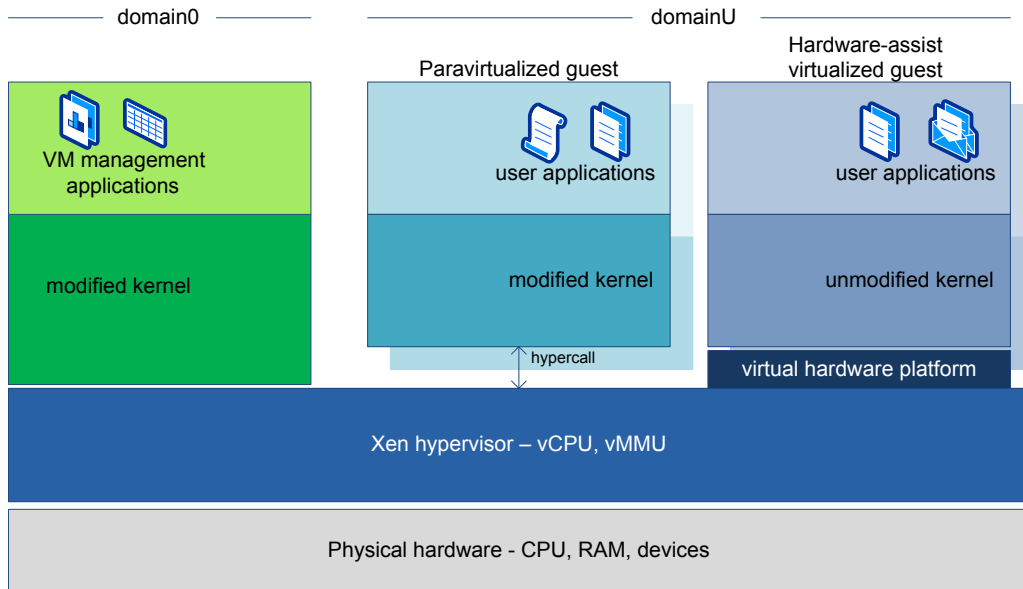 domain0
domainU
Paravirtualized guest
Hardware-assist
virtualized guest
VM management
applications
user applications
user applications
modified kernel
modified kernel
unmodified kernel
hypercall
virtual hardware platform
Xen hypervisor – vCPU, vMMU
Physical hardware - CPU, RAM, devices